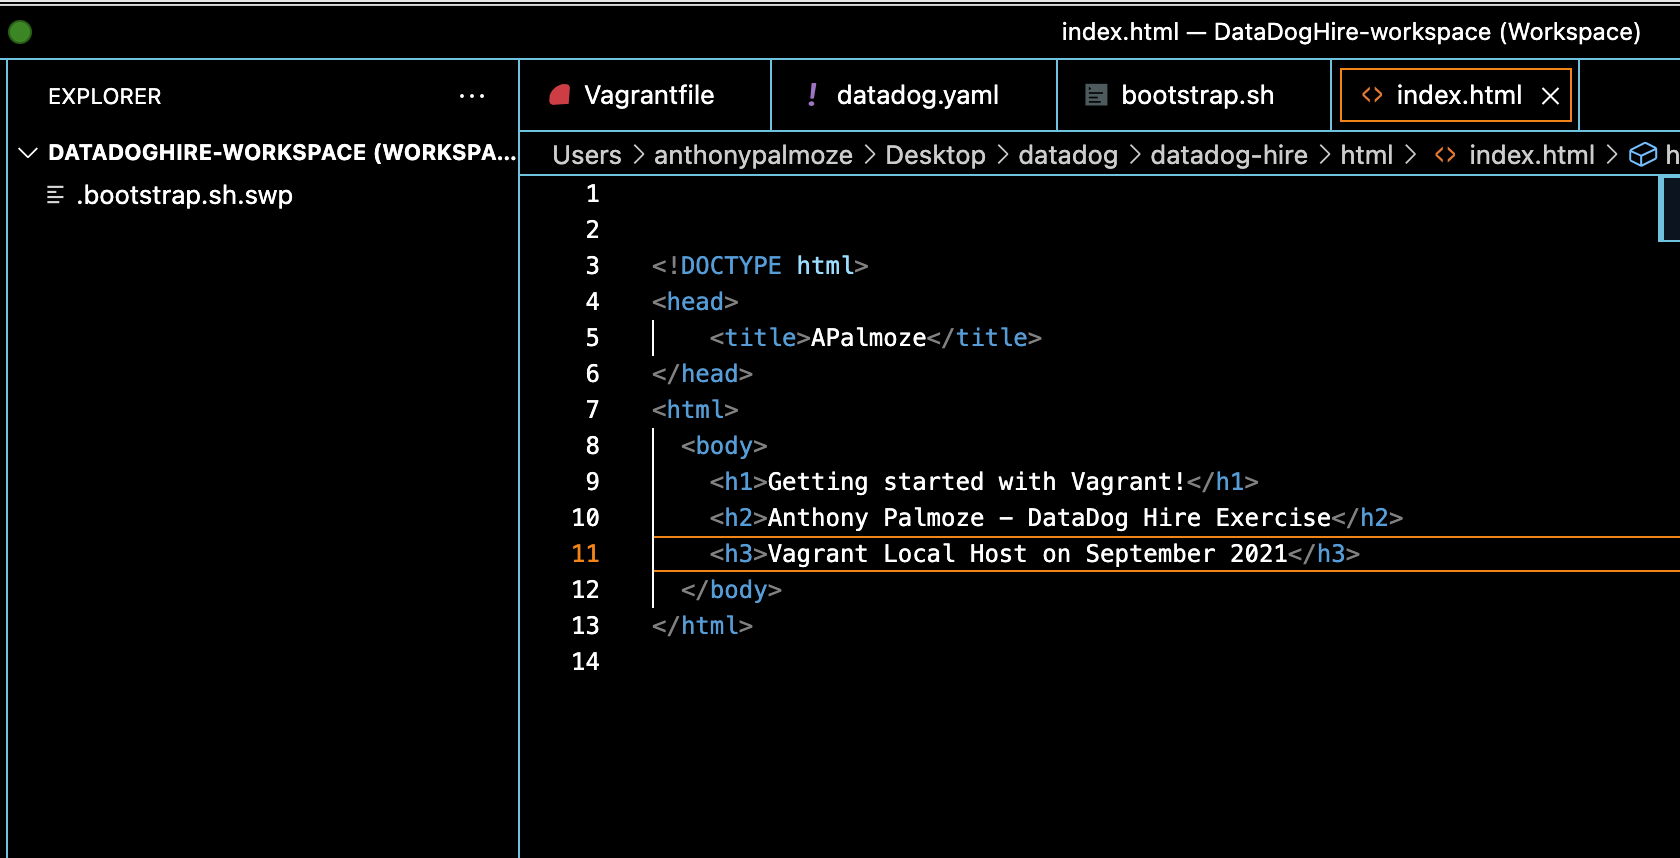 index.html — DataDogHire-workspace (Workspace)
EXPLORER ...
DATADOGHIRE-WORKSPACE (WORKSPA...
.bootstrap.sh.swp
Vagrantfile ! datadog.yaml bootstrap.sh <> index.html ×
Users > anthonypalmoze > Desktop > datadog > datadog-hire > html > <> index.html > h
1
2
3 <!DOCTYPE html>
4 <head>
5     <title>APalmoze</title>
6 </head>
7 <html>
8   <body>
9     <h1>Getting started with Vagrant!</h1>
10     <h2>Anthony Palmoze – DataDog Hire Exercise</h2>
11     <h3>Vagrant Local Host on September 2021</h3>
12   </body>
13 </html>
14